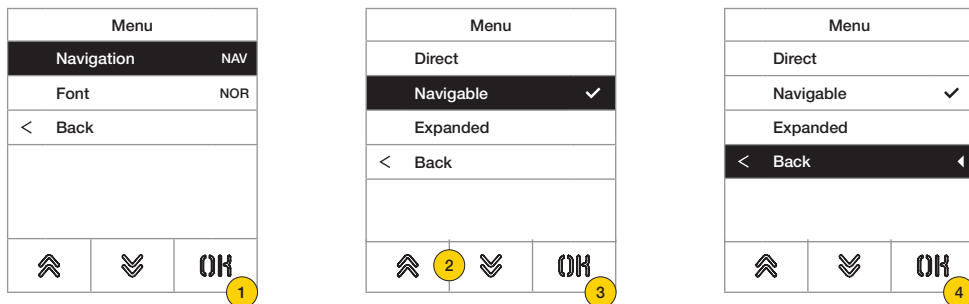 Menu
Navigation NAV
Font NOR
< Back
OK
1
Menu
Direct
Navigable ✓
Expanded
< Back
2
OK
3
Menu
Direct
Navigable ✓
Expanded
< Back
OK
4